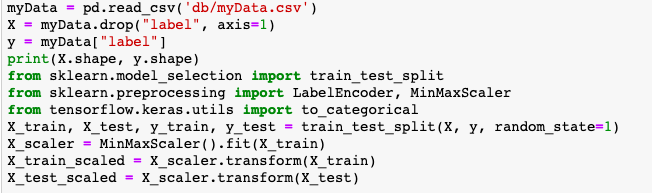 myData = pd.read_csv('db/myData.csv')
X = myData.drop("label", axis=1)
y = myData["label"]
print(X.shape, y.shape)
from sklearn.model_selection import train_test_split
from sklearn.preprocessing import LabelEncoder, MinMaxScaler
from tensorflow.keras.utils import to_categorical
X_train, X_test, y_train, y_test = train_test_split(X, y, random_state=1)
X_scaler = MinMaxScaler().fit(X_train)
X_train_scaled = X_scaler.transform(X_train)
X_test_scaled = X_scaler.transform(X_test)